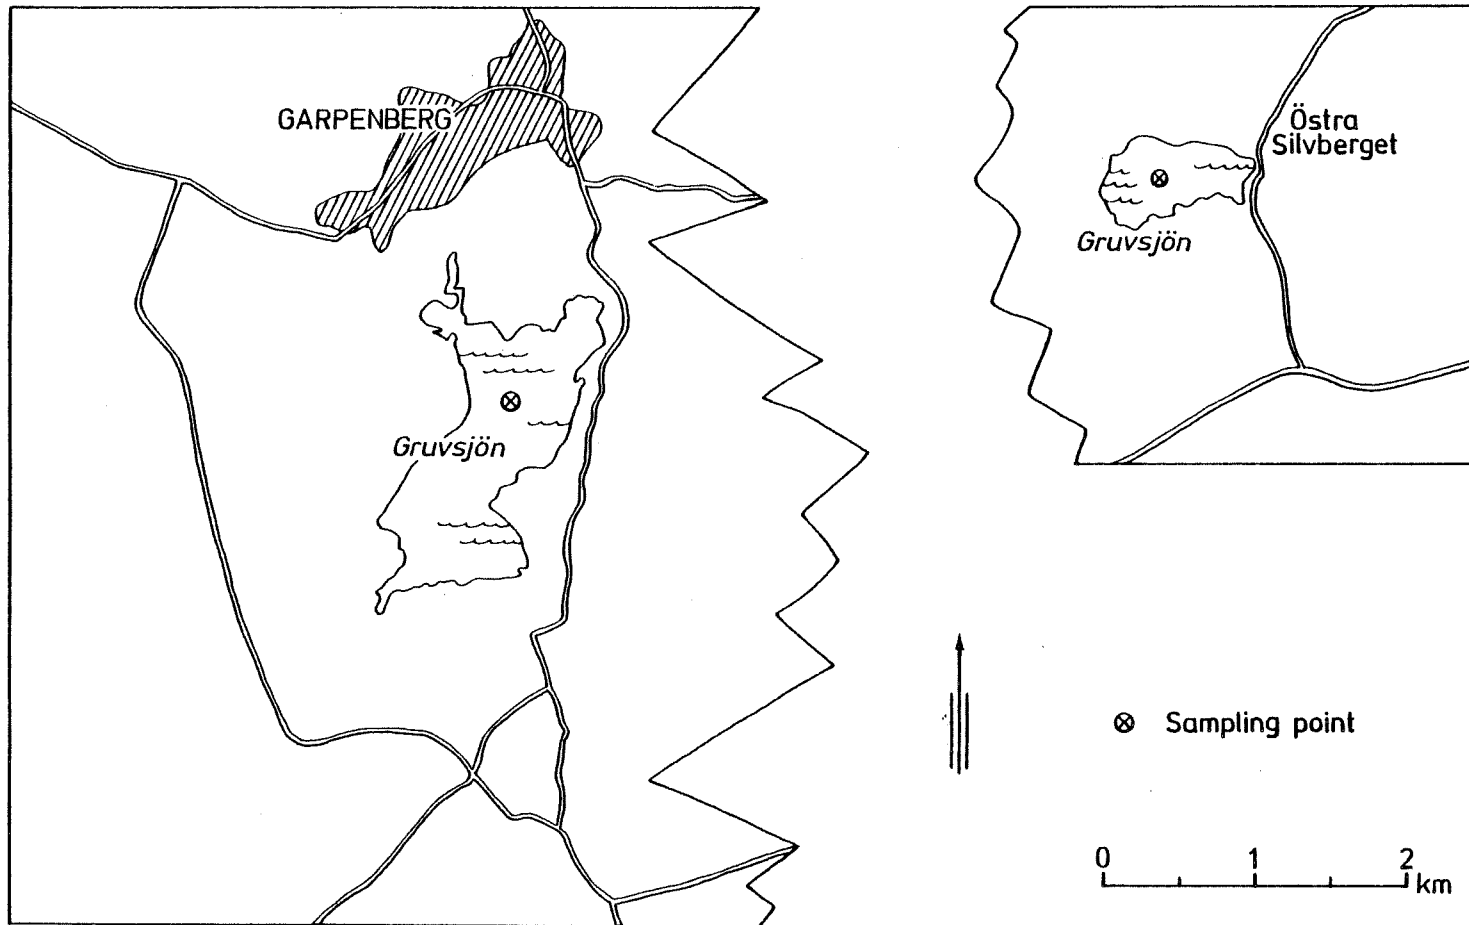 GARPENBERG
Gruvsjön
Östra
Silvberget
Gruvsjön
Sampling point
0 1 2
km